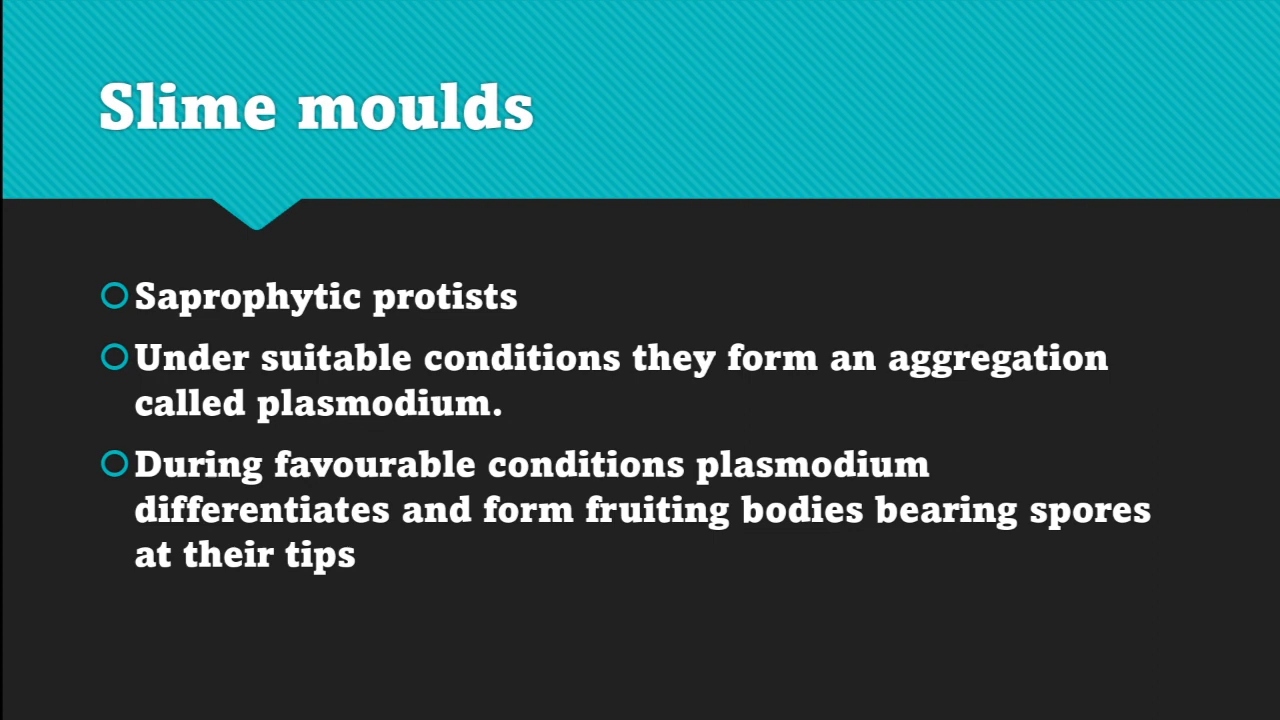 Slime moulds
Saprophytic protists
Under suitable conditions they form an aggregation
called plasmodium.
During favourable conditions plasmodium
differentiates and form fruiting bodies bearing spores
at their tips